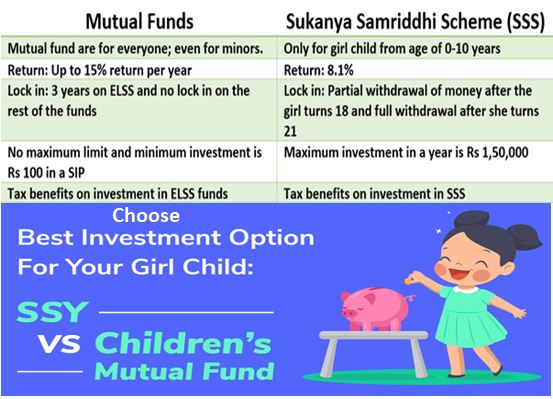 Mutual Funds
Sukanya Samriddhi Scheme (SSS)
Mutual fund are for everyone; even for minors.
Only for girl child from age of 0-10 years
Return: Up to 15% return per year
Return: 8.1%
Lock in: 3 years on ELSS and no lock in on the
rest of the funds
Lock in: Partial withdrawal of money after the
girl turns 18 and full withdrawal after she turns
21
No maximum limit and minimum investment is
Rs 100 in a SIP
Maximum investment in a year is Rs 1,50,000
Tax benefits on investment in ELSS funds
Tax benefits on investment in SSS
Choose
Best Investment Option
For Your Girl Child:
SSY
VS Children's
Mutual Fund